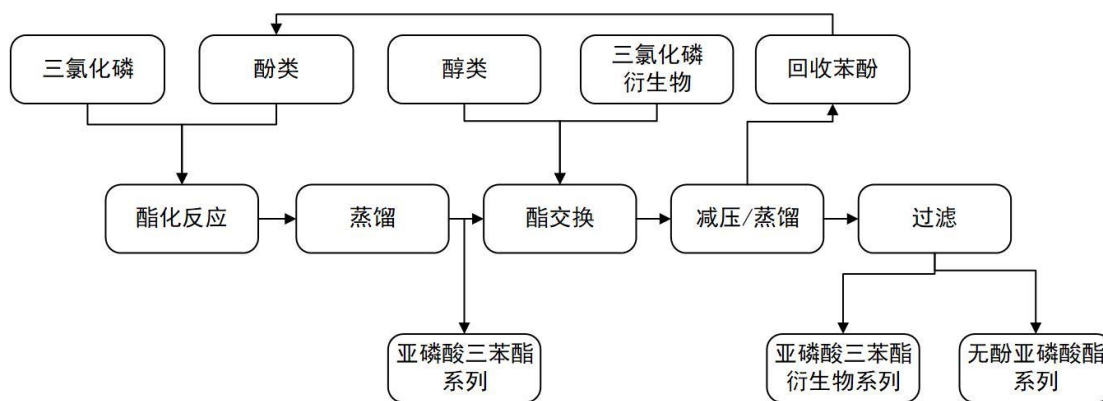 三氯化磷
酚类
醇类
三氯化磷
衍生物
回收苯酚
酯化反应
蒸馏
酯交换
减压/蒸馏
过滤
亚磷酸三苯酯
系列
亚磷酸三苯酯
衍生物系列
无酚亚磷酸酯
系列